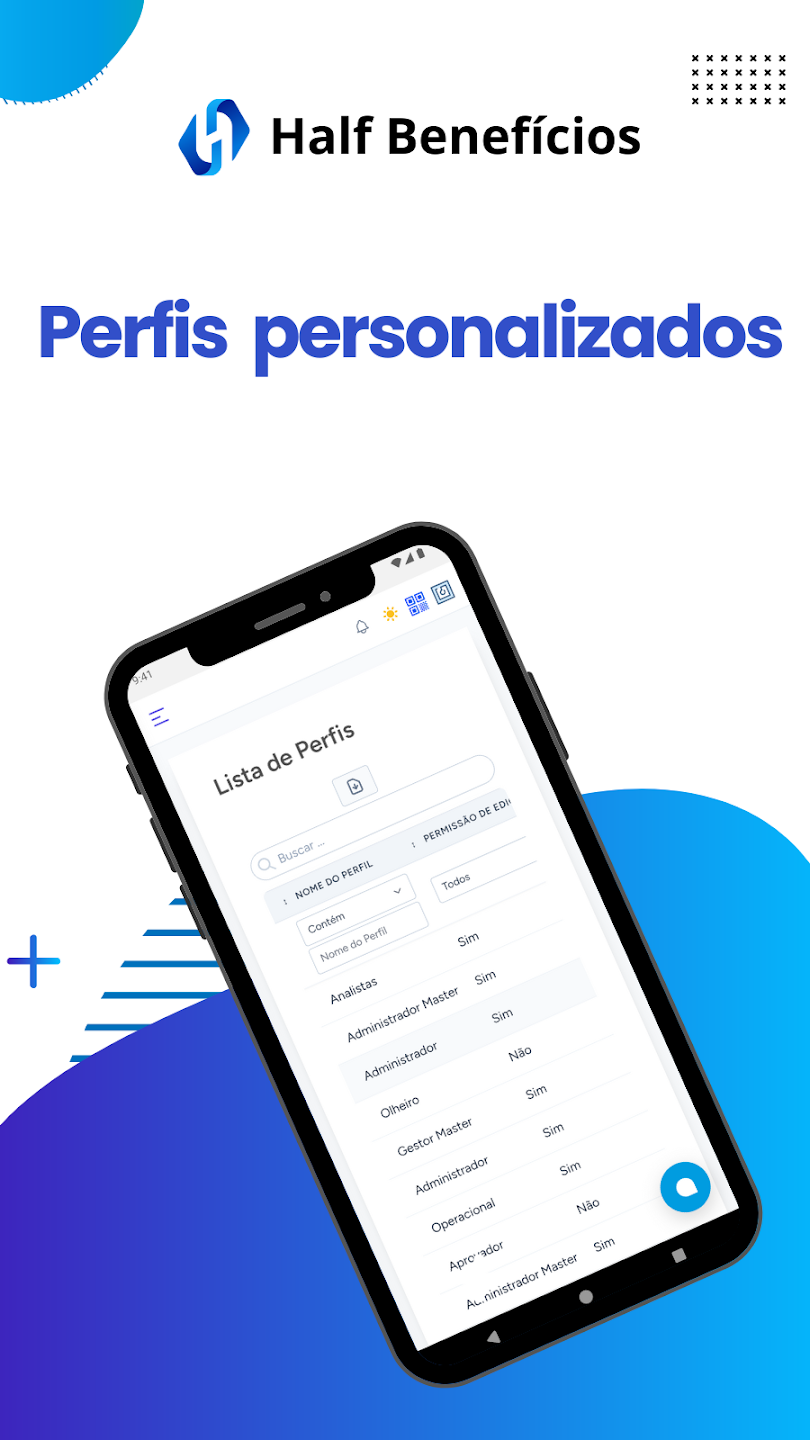 Half Benefícios
Perfis personalizados
9:41
Lista de Perfis
Buscar ...
NOME DO PERFIL
PERMISSÃO DE
Contém
Todos
Nome do Perfil
Analistas Sim
Administrador Master Sim
Administrador Sim
Olheiro Não
Gestor Master Sim
Administrador Sim
Operacional Sim
Aprovador Não
Administrador Master Sim